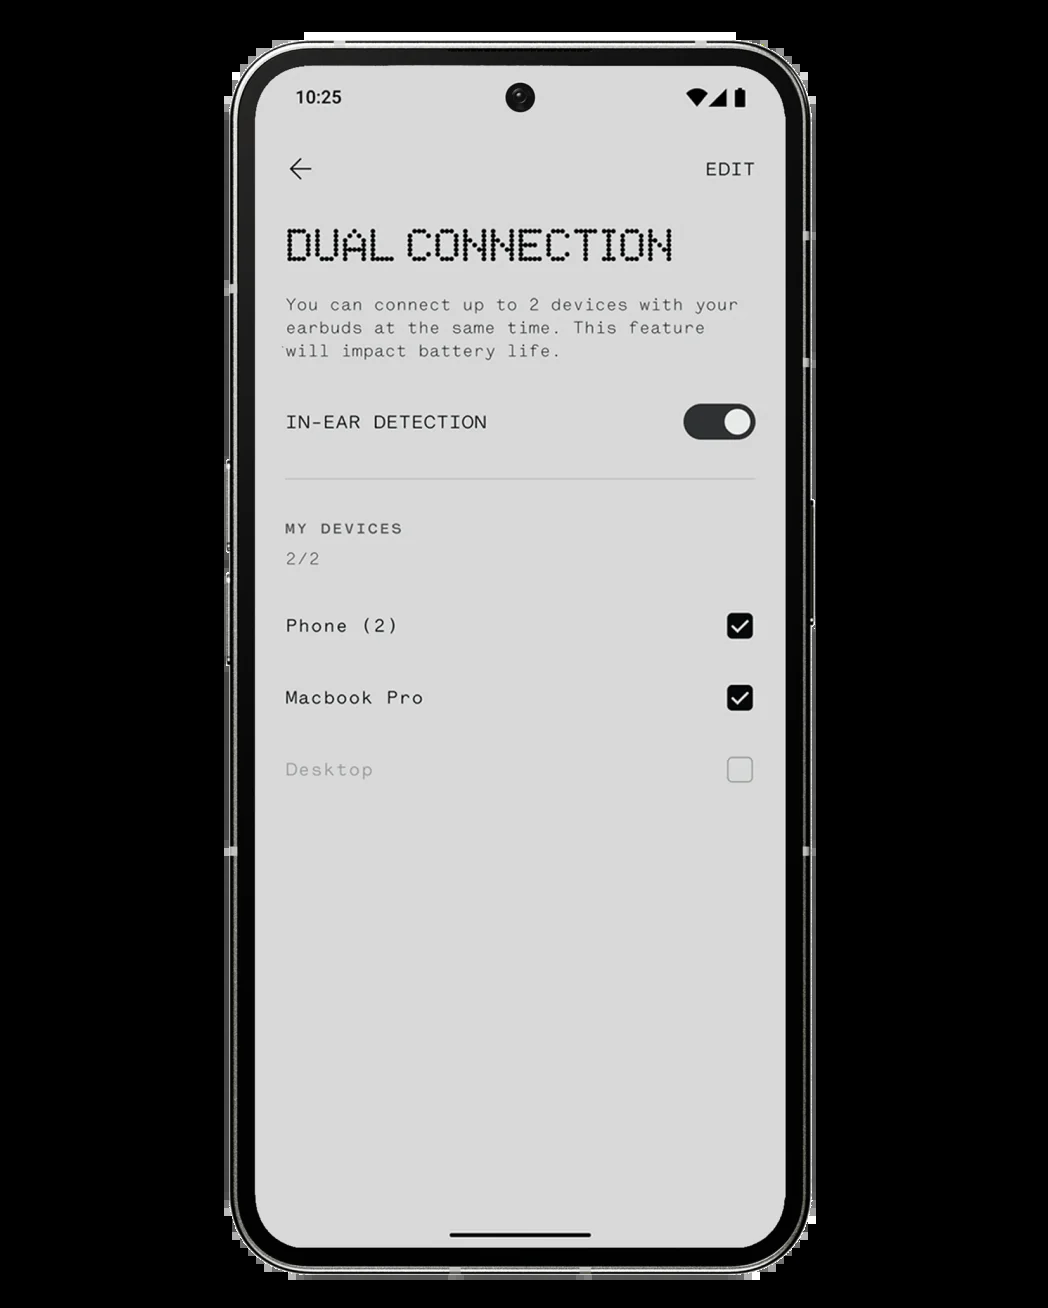 10:25
EDIT
DUAL CONNECTION
You can connect up to 2 devices with your
earbuds at the same time. This feature
will impact battery life.
IN-EAR DETECTION
MY DEVICES
2/2
Phone (2)
Macbook Pro
Desktop